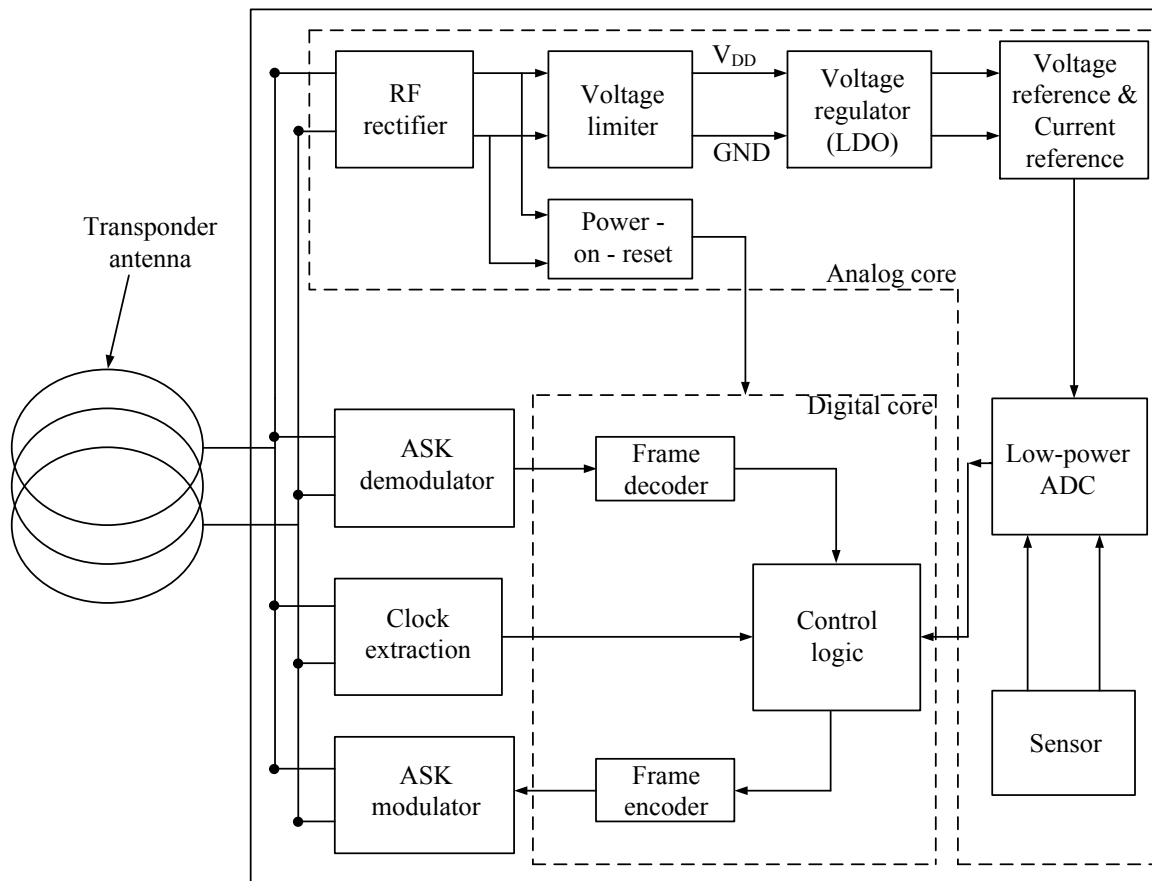 RF
rectifier
Voltage
limiter
V_DD
GND
Voltage
regulator
(LDO)
Voltage
reference &
Current
reference
Power -
on - reset
Analog core
Transponder
antenna
Digital core
ASK
demodulator
Frame
decoder
Low-power
ADC
Clock
extraction
Control
logic
Sensor
ASK
modulator
Frame
encoder